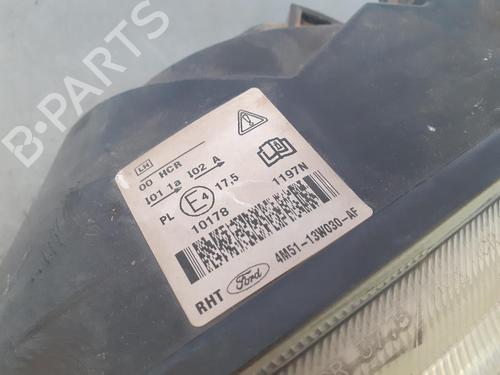 B-PARTS
LH
00 HCR
I01 1a I02 A
PL E4 17,5
10178 1197N
RHT Ford 4M51-13W030-AF